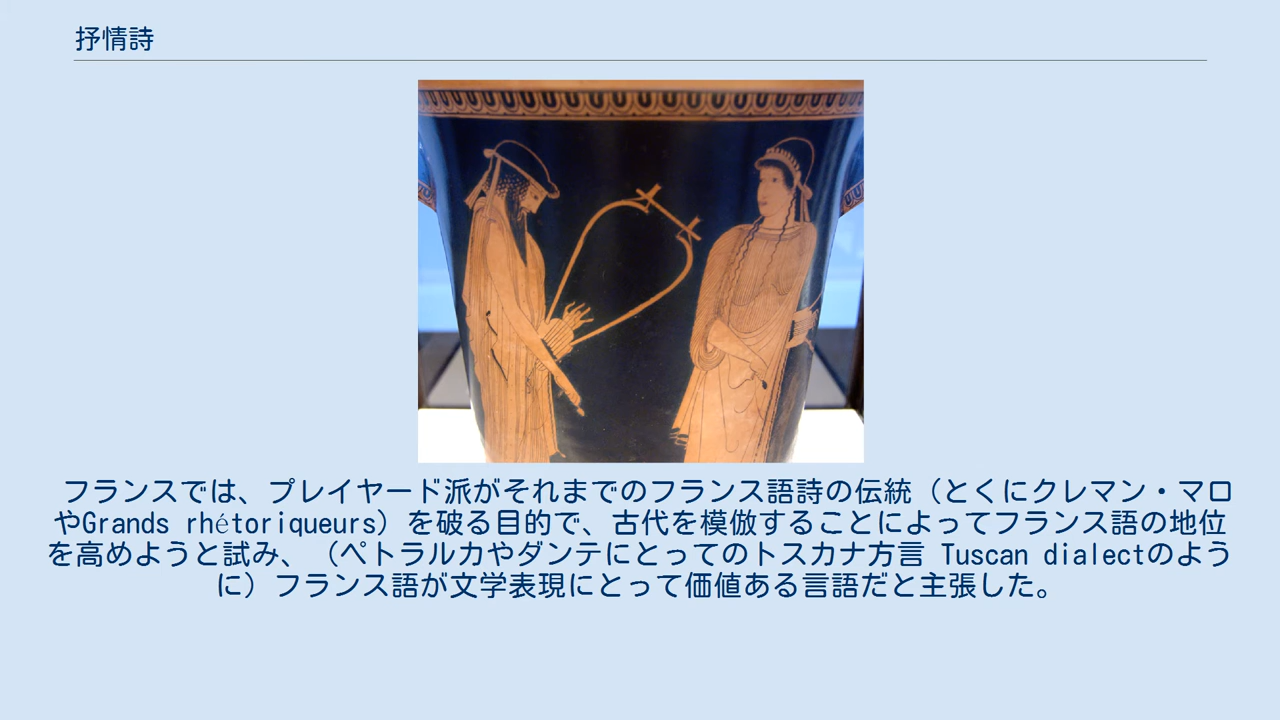 抒情詩
フランスでは、プレイヤード派がそれまでのフランス語詩の伝統（とくにクレマン・マロ
やGrands rhétoriqueurs）を破る目的で、古代を模倣することによってフランス語の地位
を高めようと試み、（ペトラルカやダンテにとってのトスカナ方言 Tuscan dialectのよう
に）フランス語が文学表現にとって価値ある言語だと主張した。